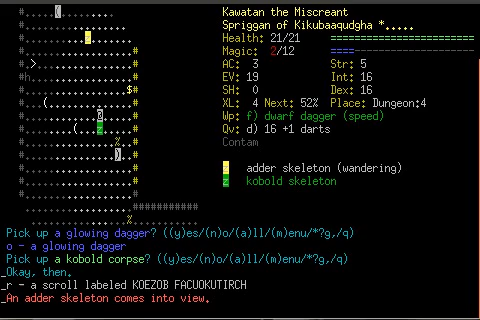 Kawatan the Miscreant
Spriggan of Kikubaaqudgha *.....
Health: 21/21
Magic: 2/12
AC: 3 Str: 5
EV: 19 Int: 16
SH: 0 Dex: 16
XL: 4 Next: 52% Place: Dungeon:4
Wp: f) dwarf dagger (speed)
Qv: d) 16 +1 darts
Contam
z adder skeleton (wandering)
z kobold skeleton
Pick up a glowing dagger? ((y)es/(n)o/(a)ll/(m)enu/*?g,/q)
o - a glowing dagger
Pick up a kobold corpse? ((y)es/(n)o/(a)ll/(m)enu/*?g,/q)
_Okay, then.
_r - a scroll labeled KOEZOB FACUOKUTIRCH
_An adder skeleton comes into view.